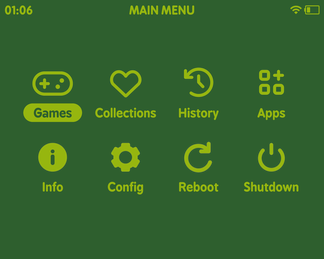 01:06 MAIN MENU
Games Collections History Apps
Info Config Reboot Shutdown